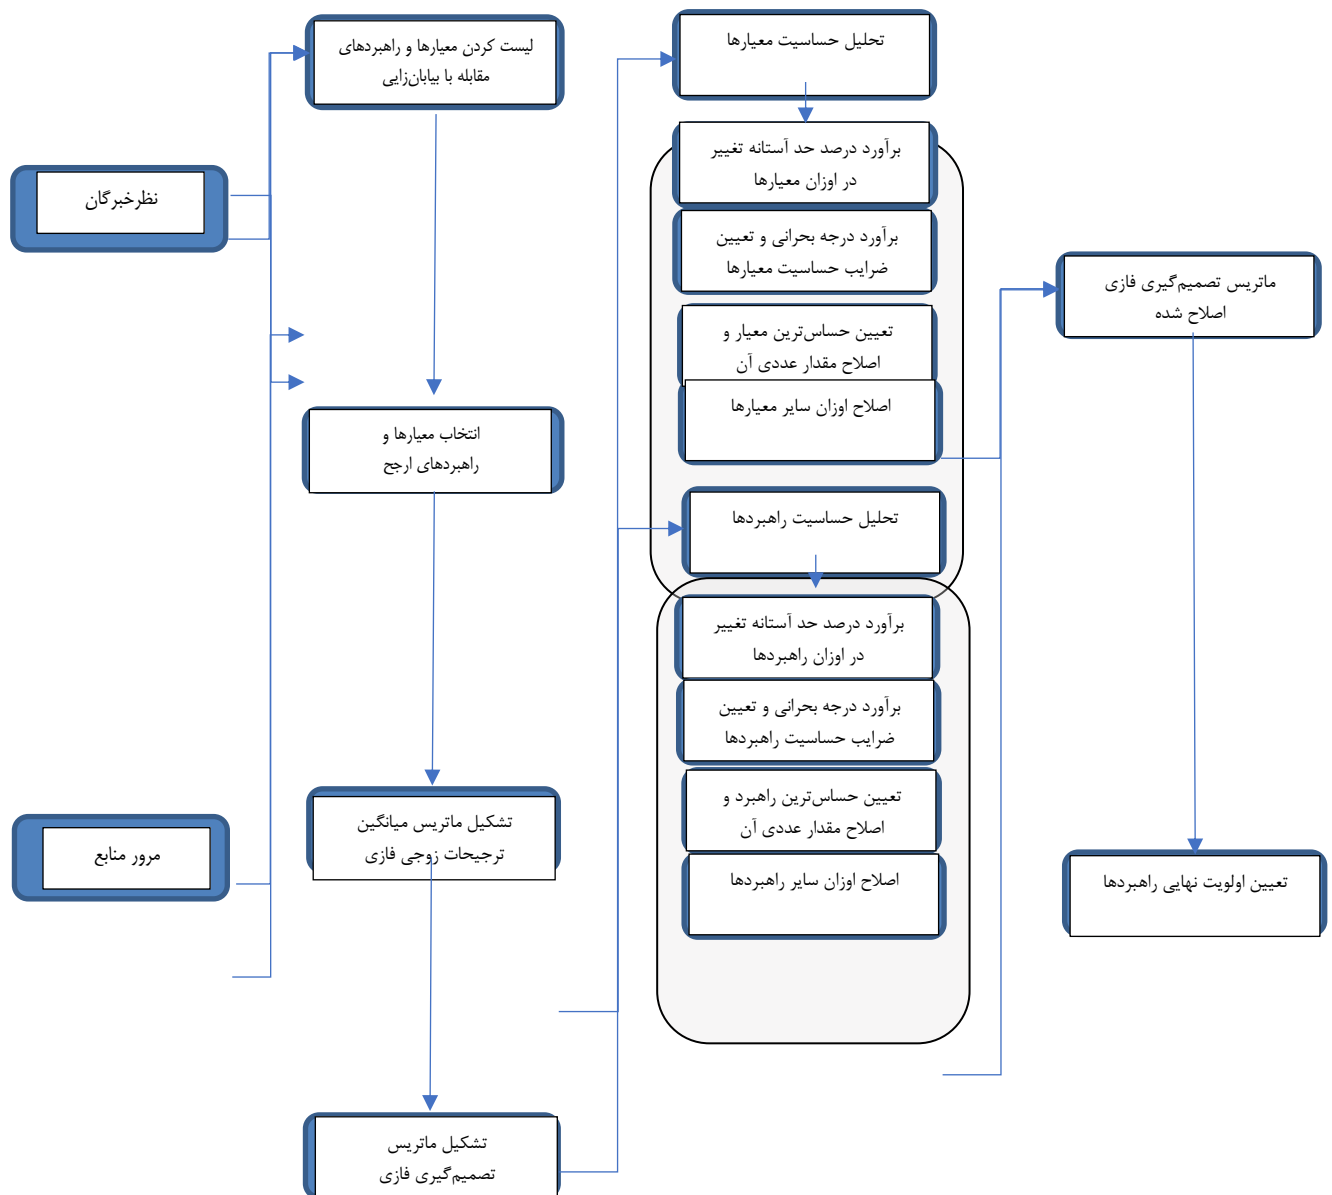 نظرخبرگان
مرور منابع
لیست کردن معیارها و راهبردهای
مقابله با بیابان‌زایی
انتخاب معیارها و
راهبردهای ارجح
تشکیل ماتریس میانگین
ترجیحات زوجی فازی
تشکیل ماتریس
تصمیم‌گیری فازی
تحلیل حساسیت معیارها
برآورد درصد حد آستانه تغییر
در اوزان معیارها
برآورد درجه بحرانی و تعیین
ضرایب حساسیت معیارها
تعیین حساس‌ترین معیار و
اصلاح مقدار عددی آن
اصلاح اوزان سایر معیارها
تحلیل حساسیت راهبردها
برآورد درصد حد آستانه تغییر
در اوزان راهبردها
برآورد درجه بحرانی و تعیین
ضرایب حساسیت راهبردها
تعیین حساس‌ترین راهبرد و
اصلاح مقدار عددی آن
اصلاح اوزان سایر راهبردها
ماتریس تصمیم‌گیری فازی
اصلاح شده
تعیین اولویت نهایی راهبردها